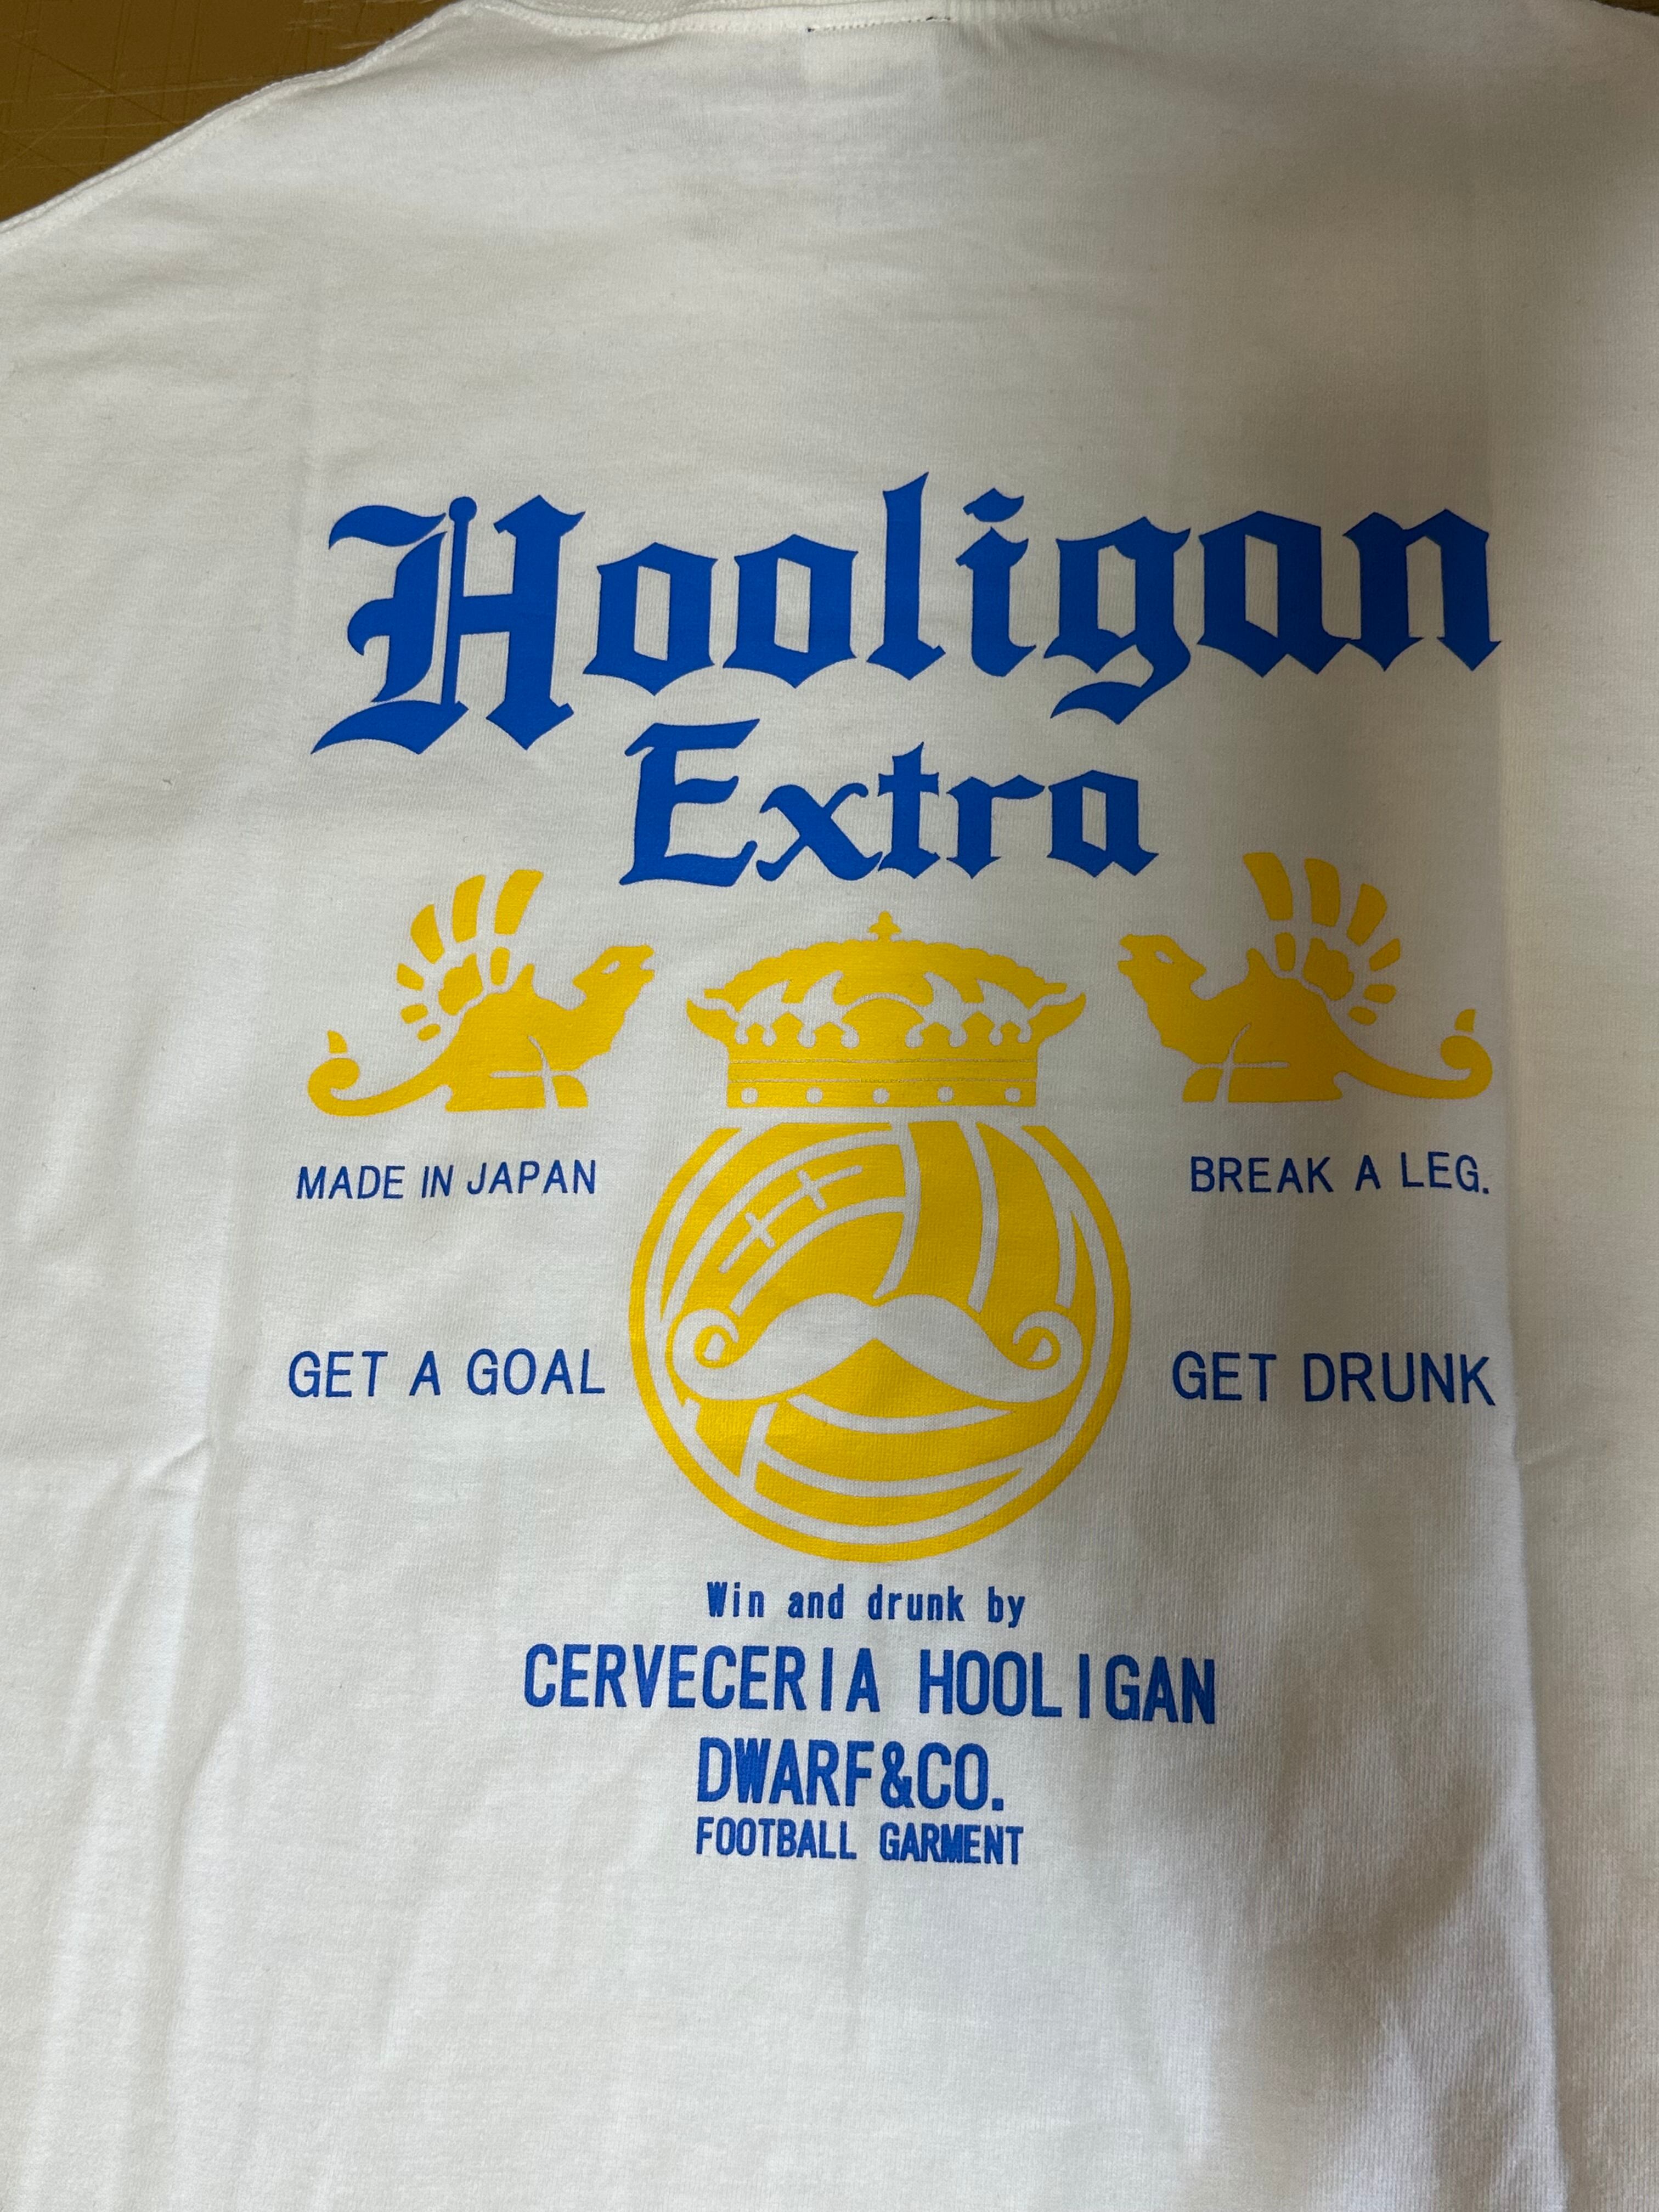 Hooligan
Extra
MADE IN JAPAN
BREAK A LEG.
GET A GOAL
GET DRUNK
Win and drunk by
CERVECERIA HOOLIGAN
DWARF&CO.
FOOTBALL GARMENT